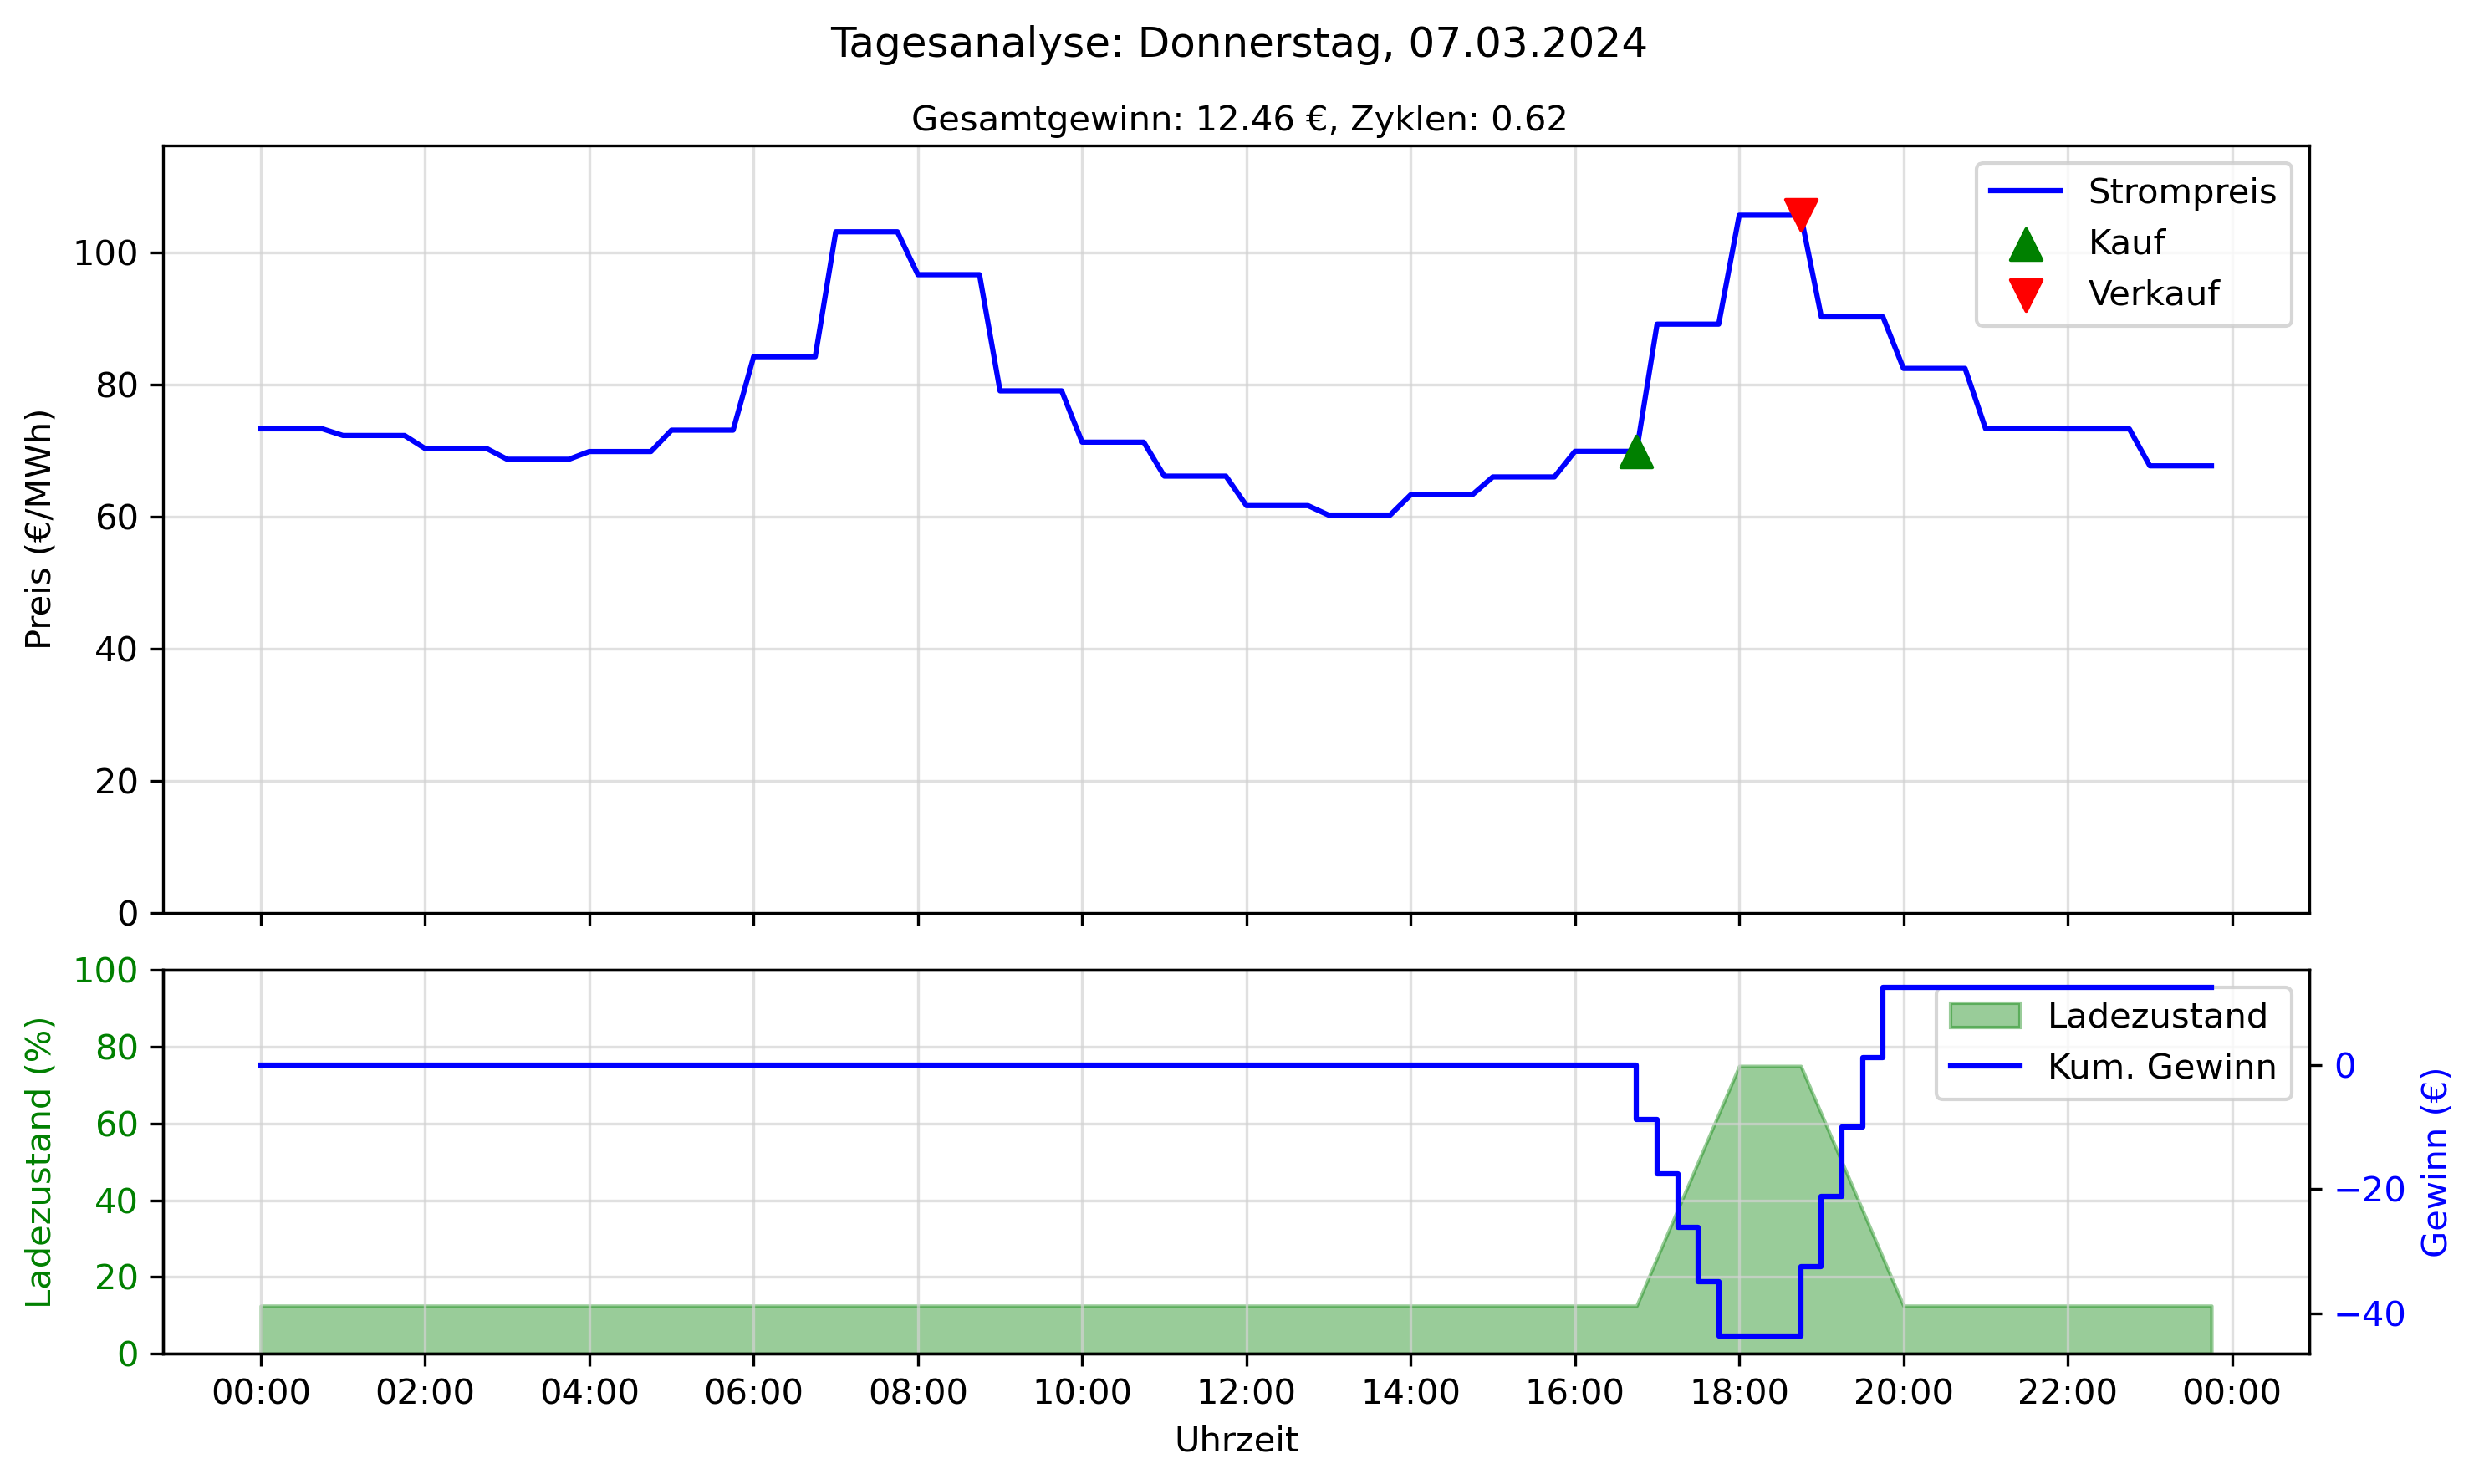 Tagesanalyse: Donnerstag, 07.03.2024
Gesamtgewinn: 12.46 €, Zyklen: 0.62
Preis (€/MWh)
100
80
60
40
20
0
Strompreis
Kauf
Verkauf
Ladezustand (%)
100
80
60
40
20
0
Ladezustand
Kum. Gewinn
0
−20
−40
Gewinn (€)
00:00 02:00 04:00 06:00 08:00 10:00 12:00 14:00 16:00 18:00 20:00 22:00 00:00
Uhrzeit